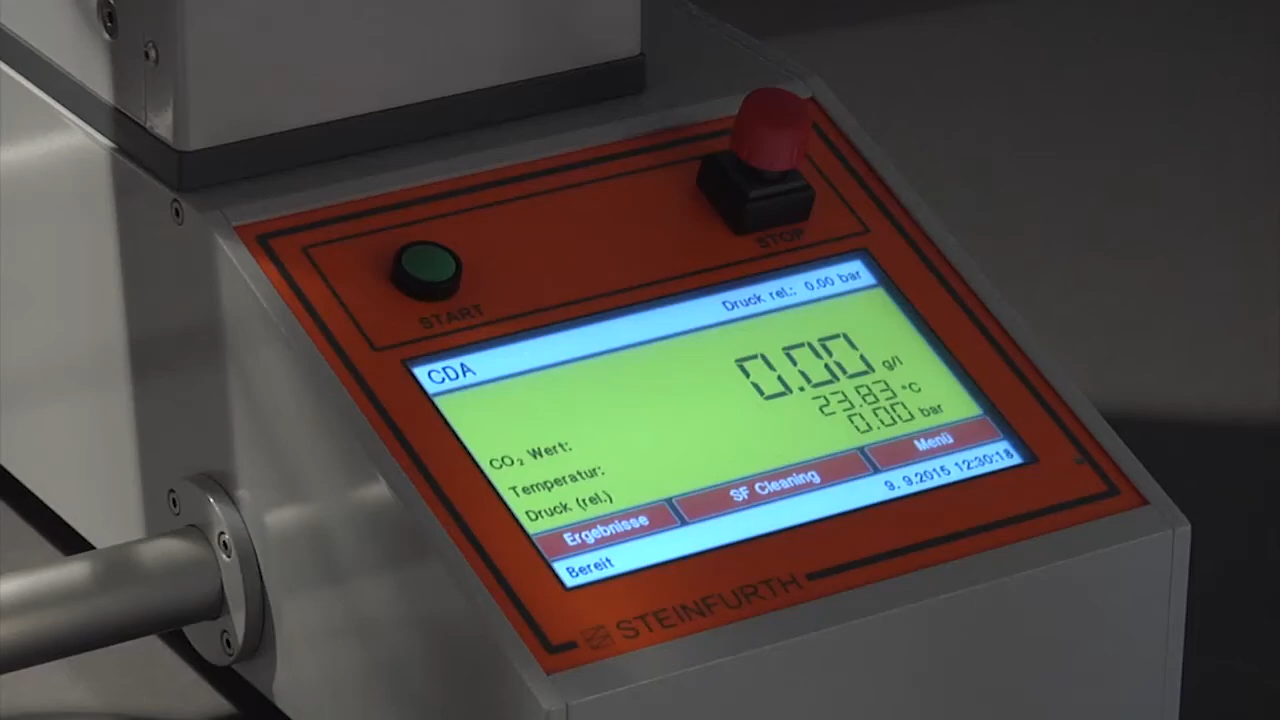 STOP
START
Druck rel.: 0.00 bar
CDA
0.00 g/l
CO₂ Wert:
23.83 °C
Temperatur:
0.00 bar
Druck (rel.)
Ergebnisse
SF Cleaning
Menü
Bereit
9. 9.2015 12:30:18
STEINFURTH